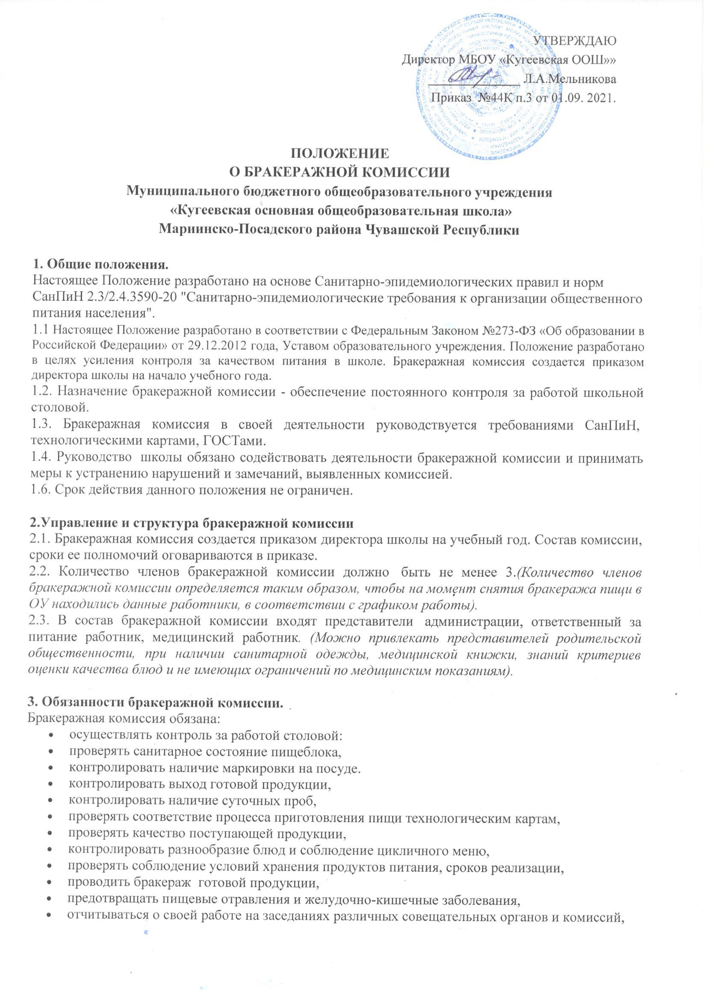 УТВЕРЖДАЮ
Директор МБОУ «Кугеевская ООШ»»
Л.А.Мельникова
Приказ №44К п.3 от 01.09. 2021.
ПОЛОЖЕНИЕ
О БРАКЕРАЖНОЙ КОМИССИИ
Муниципального бюджетного общеобразовательного учреждения
«Кугеевская основная общеобразовательная школа»
Мариинско-Посадского района Чувашской Республики
1. Общие положения.
Настоящее Положение разработано на основе Санитарно-эпидемиологических правил и норм
СанПиН 2.3/2.4.3590-20 "Санитарно-эпидемиологические требования к организации общественного
питания населения".
1.1 Настоящее Положение разработано в соответствии с Федеральным Законом №273-ФЗ «Об образовании в
Российской Федерации» от 29.12.2012 года, Уставом образовательного учреждения. Положение разработано
в целях усиления контроля за качеством питания в школе. Бракеражная комиссия создается приказом
директора школы на начало учебного года.
1.2. Назначение бракеражной комиссии - обеспечение постоянного контроля за работой школьной
столовой.
1.3. Бракеражная комиссия в своей деятельности руководствуется требованиями СанПиН,
технологическими картами, ГОСТами.
1.4. Руководство школы обязано содействовать деятельности бракеражной комиссии и принимать
меры к устранению нарушений и замечаний, выявленных комиссией.
1.6. Срок действия данного положения не ограничен.
2.Управление и структура бракеражной комиссии
2.1. Бракеражная комиссия создается приказом директора школы на учебный год. Состав комиссии,
сроки ее полномочий оговариваются в приказе.
2.2. Количество членов бракеражной комиссии должно быть не менее 3.(Количество членов
бракеражной комиссии определяется таким образом, чтобы на момент снятия бракеража пищи в
ОУ находились данные работники, в соответствии с графиком работы).
2.3. В состав бракеражной комиссии входят представители администрации, ответственный за
питание работник, медицинский работник. (Можно привлекать представителей родительской
общественности, при наличии санитарной одежды, медицинской книжки, знаний критериев
оценки качества блюд и не имеющих ограничений по медицинским показаниям).
3. Обязанности бракеражной комиссии.
Бракеражная комиссия обязана:
• осуществлять контроль за работой столовой:
• проверять санитарное состояние пищеблока,
• контролировать наличие маркировки на посуде.
• контролировать выход готовой продукции,
• контролировать наличие суточных проб,
• проверять соответствие процесса приготовления пищи технологическим картам,
• проверять качество поступающей продукции,
• контролировать разнообразие блюд и соблюдение цикличного меню,
• проверять соблюдение условий хранения продуктов питания, сроков реализации,
• проводить бракераж готовой продукции,
• предотвращать пищевые отравления и желудочно-кишечные заболевания,
• отчитываться о своей работе на заседаниях различных совещательных органов и комиссий,